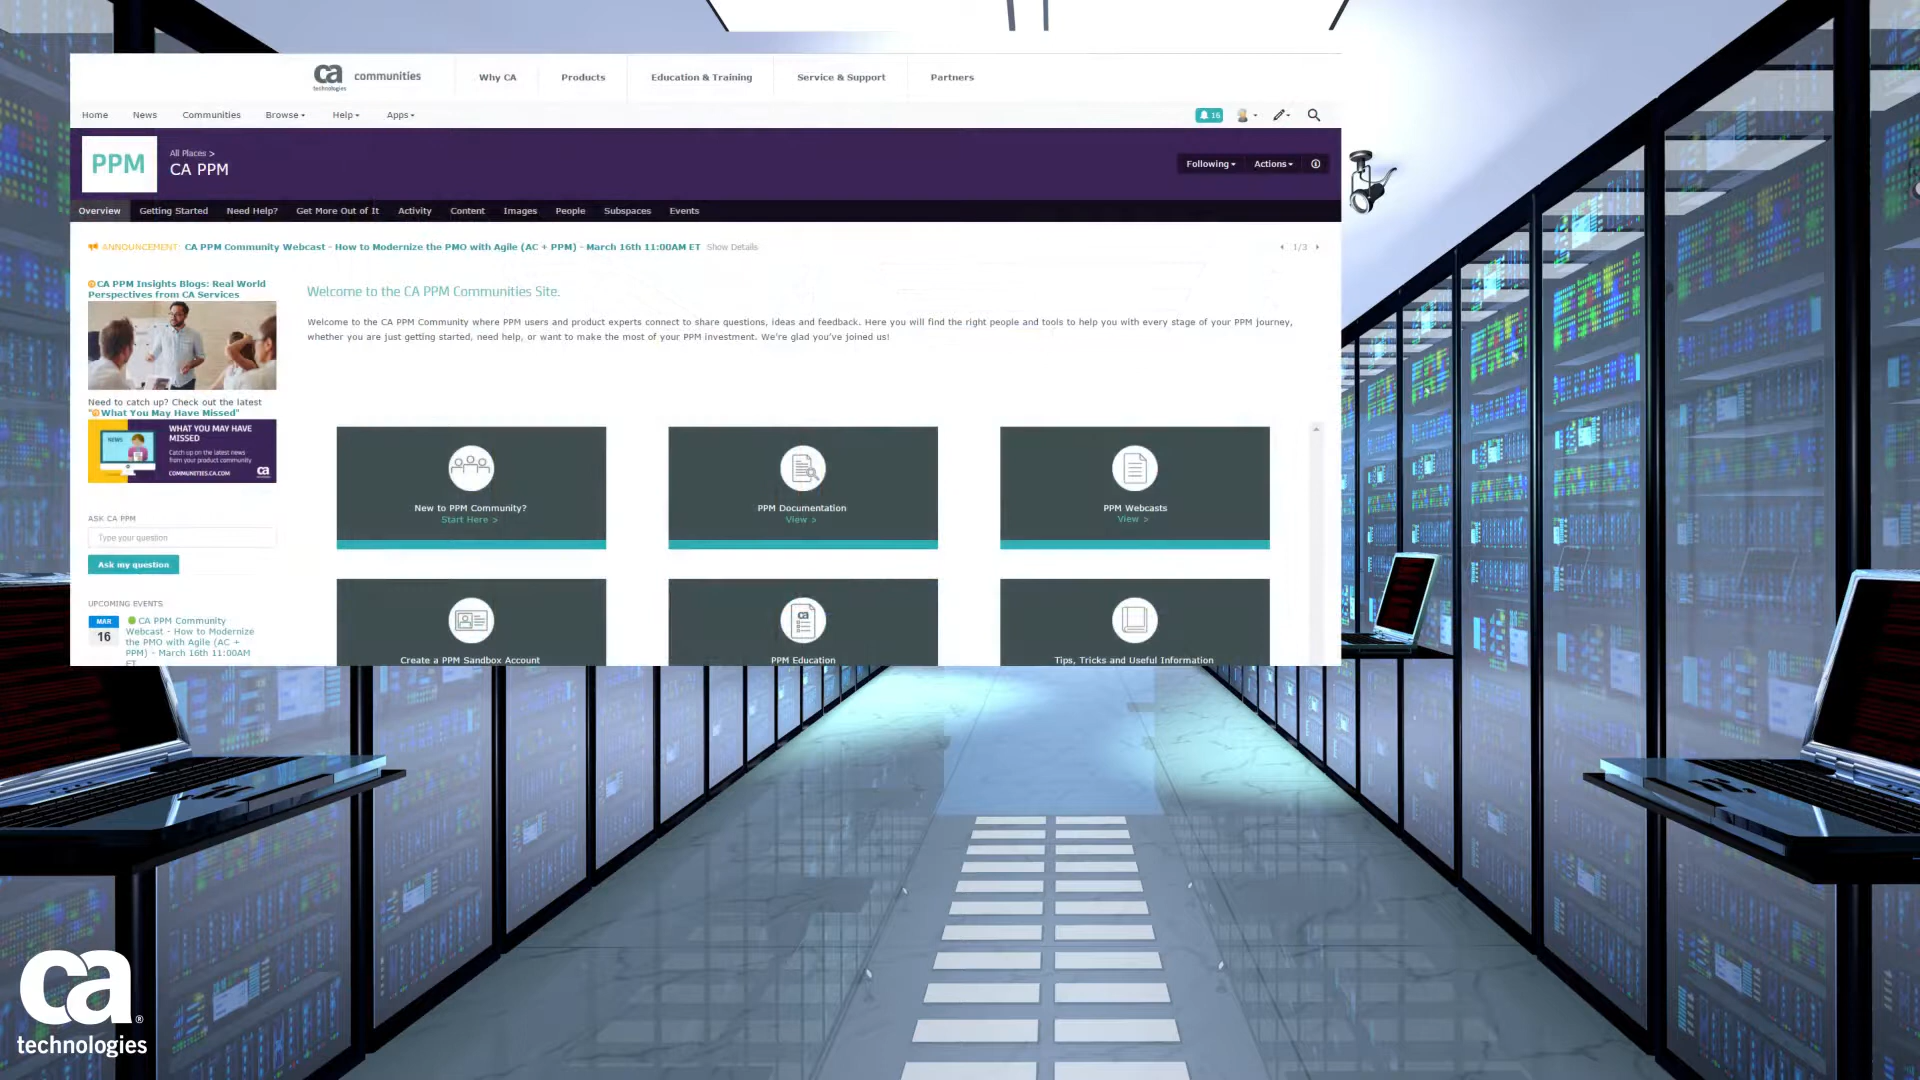 ca communities
technologies
Why CA
Products
Education & Training
Service & Support
Partners
Home
News
Communities
Browse
Help
Apps
16
PPM
All Places >
CA PPM
Following
Actions
Overview
Getting Started
Need Help?
Get More Out of It
Activity
Content
Images
People
Subspaces
Events
ANNOUNCEMENT: CA PPM Community Webcast - How to Modernize the PMO with Agile (AC + PPM) - March 16th 11:00AM ET Show Details
1/3
CA PPM Insights Blogs: Real World
Perspectives from CA Services
Need to catch up? Check out the latest
"What You May Have Missed"
NEWS
WHAT YOU MAY HAVE
MISSED
Catch up on the latest news
from your product community
COMMUNITIES.CA.COM
ca
ASK CA PPM
Type your question
Ask my question
UPCOMING EVENTS
MAR
16
CA PPM Community
Webcast - How to Modernize
the PMO with Agile (AC +
PPM) - March 16th 11:00AM
ET
Welcome to the CA PPM Communities Site.
Welcome to the CA PPM Community where PPM users and product experts connect to share questions, ideas and feedback. Here you will find the right people and tools to help you with every stage of your PPM journey,
whether you are just getting started, need help, or want to make the most of your PPM investment. We're glad you've joined us!
New to PPM Community?
Start Here >
PPM Documentation
View >
PPM Webcasts
View >
Create a PPM Sandbox Account
ca
PPM Education
Tips, Tricks and Useful Information
ca®
technologies